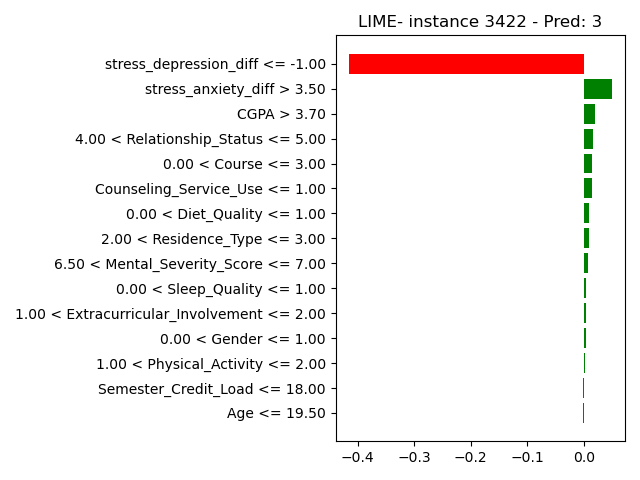 LIME- instance 3422 - Pred: 3
stress_depression_diff <= -1.00
stress_anxiety_diff > 3.50
CGPA > 3.70
4.00 < Relationship_Status <= 5.00
0.00 < Course <= 3.00
Counseling_Service_Use <= 1.00
0.00 < Diet_Quality <= 1.00
2.00 < Residence_Type <= 3.00
6.50 < Mental_Severity_Score <= 7.00
0.00 < Sleep_Quality <= 1.00
1.00 < Extracurricular_Involvement <= 2.00
0.00 < Gender <= 1.00
1.00 < Physical_Activity <= 2.00
Semester_Credit_Load <= 18.00
Age <= 19.50
−0.4 −0.3 −0.2 −0.1 0.0